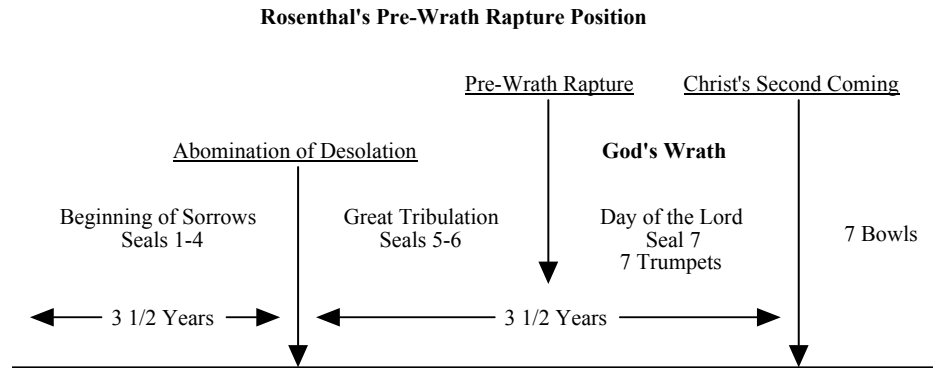 Rosenthal's Pre-Wrath Rapture Position
Pre-Wrath Rapture
Christ's Second Coming
Abomination of Desolation
God's Wrath
Beginning of Sorrows
Seals 1-4
Great Tribulation
Seals 5-6
Day of the Lord
Seal 7
7 Trumpets
7 Bowls
3 1/2 Years
3 1/2 Years